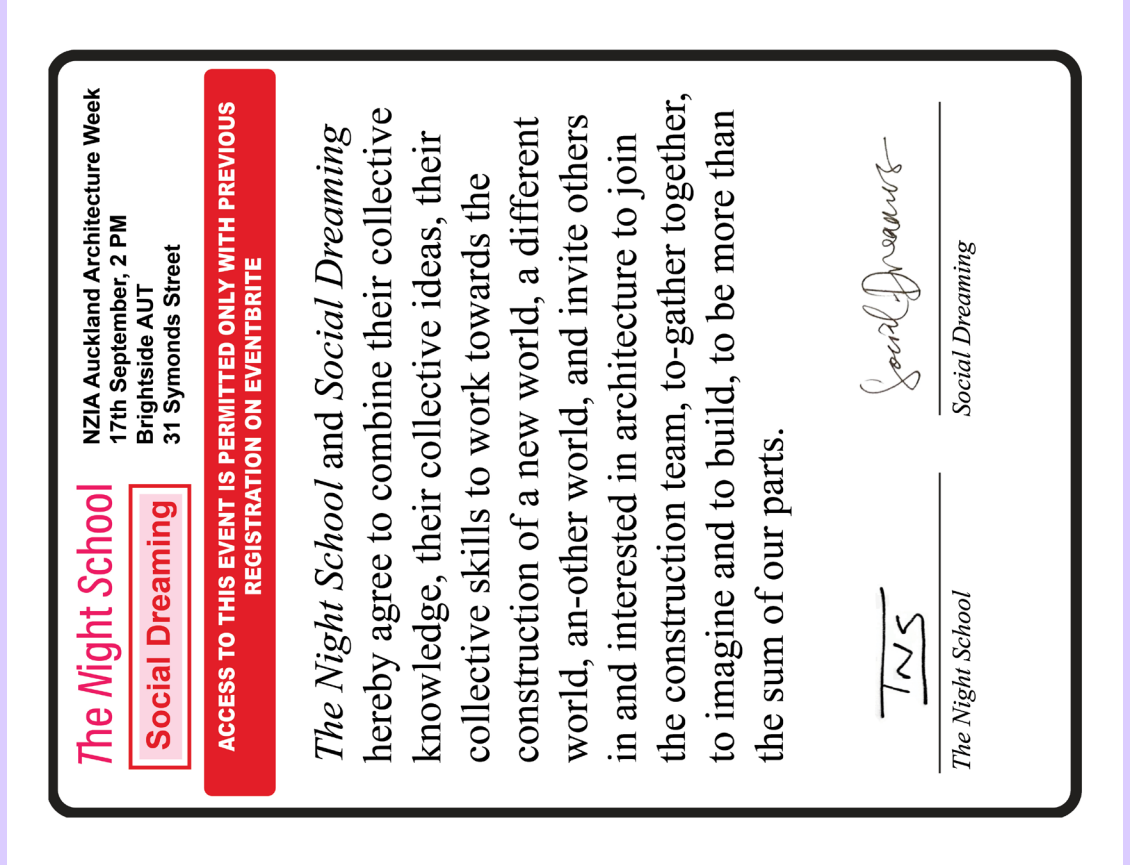 The Night School
Social Dreaming
NZIA Auckland Architecture Week
17th September, 2 PM
Brightside AUT
31 Symonds Street
ACCESS TO THIS EVENT IS PERMITTED ONLY WITH PREVIOUS
REGISTRATION ON EVENTBRITE
The Night School and Social Dreaming
hereby agree to combine their collective
knowledge, their collective ideas, their
collective skills to work towards the
construction of a new world, a different
world, an-other world, and invite others
in and interested in architecture to join
the construction team, to-gather together,
to imagine and to build, to be more than
the sum of our parts.
TNS
Social Dreaming
The Night School
Social Dreaming